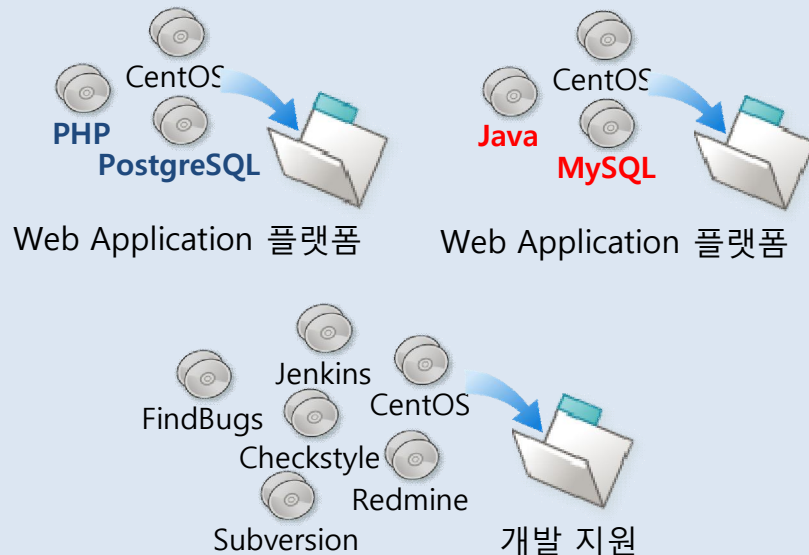 CentOS
PHP
PostgreSQL
Web Application 플랫폼
CentOS
Java
MySQL
Web Application 플랫폼
Jenkins
CentOS
FindBugs
Checkstyle
Redmine
Subversion
개발 지원